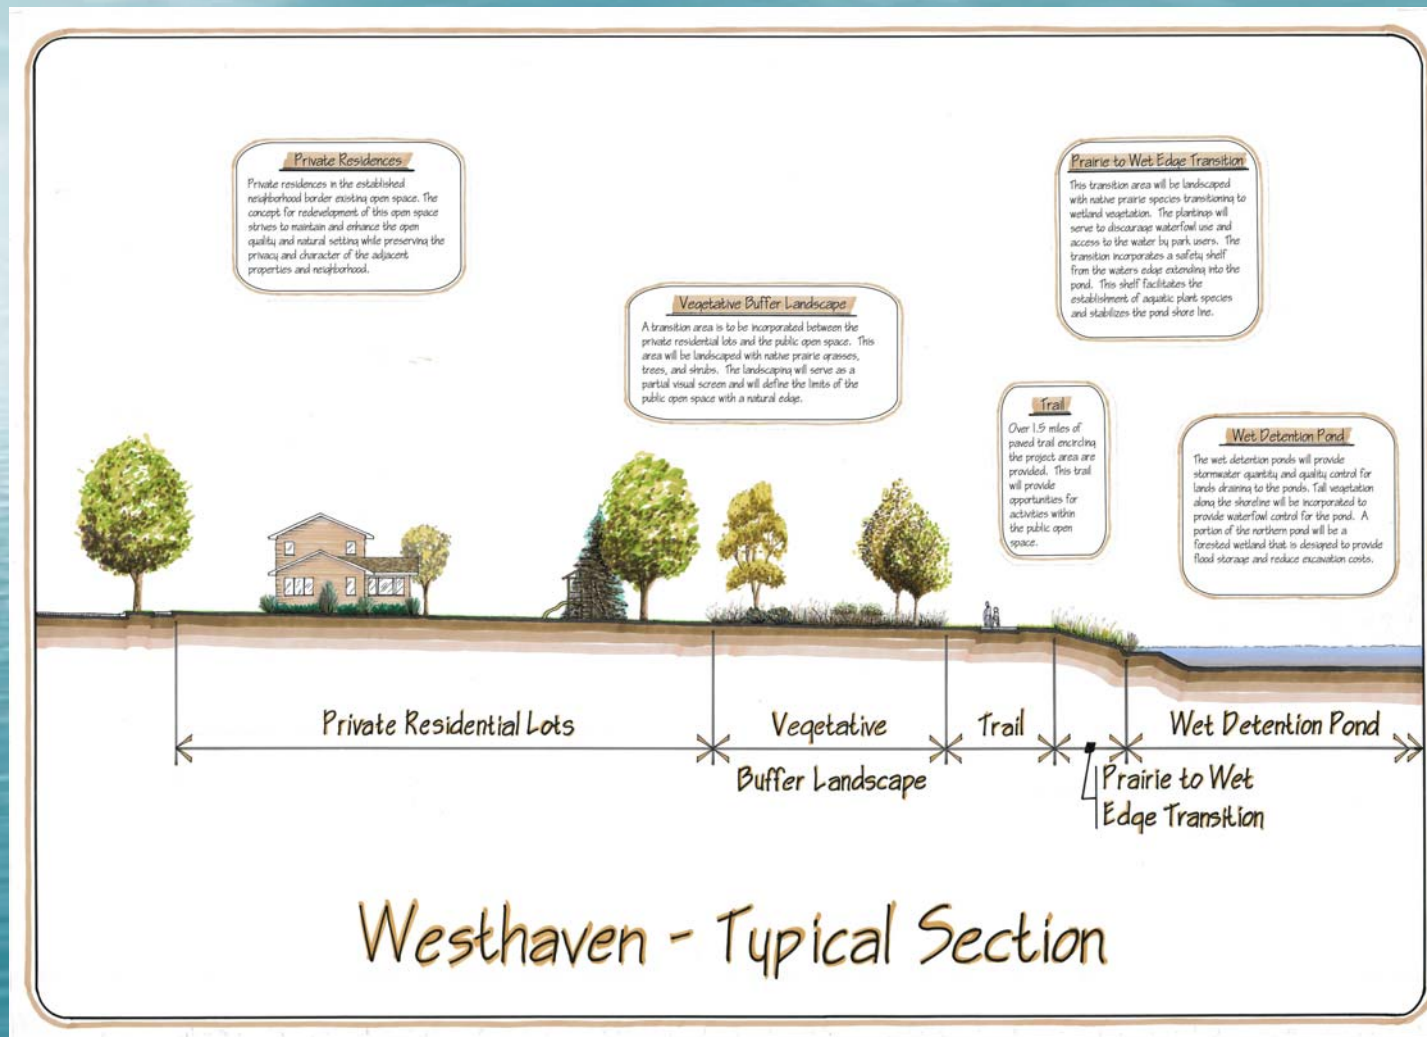 Private Residences
Private residences in the established
neighborhood border existing open space. The
concept for redevelopment of this open space
strives to maintain and enhance the open
quality and natural setting while preserving the
privacy and character of the adjacent
properties and neighborhood.
Vegetative Buffer Landscape
A transition area is to be incorporated between the
private residential lots and the public open space. This
area will be landscaped with native prairie grasses,
trees, and shrubs. The landscaping will serve as a
partial visual screen and will define the limits of the
public open space with a natural edge.
Prairie to Wet Edge Transition
This transition area will be landscaped
with native prairie species transitioning to
wetland vegetation. The plantings will
serve to discourage waterfowl use and
access to the water by park users. The
transition incorporates a safety shelf
from the waters edge extending into the
pond. This shelf facilitates the
establishment of aquatic plant species
and stabilizes the pond shore line.
Trail
Over 1.5 miles of
paved trail encircling
the project area are
provided. This trail
will provide
opportunities for
activities within
the public open
space.
Wet Detention Pond
The wet detention ponds will provide
stormwater quantity and quality control for
lands draining to the ponds. Tall vegetation
along the shoreline will be incorporated to
provide waterfowl control for the pond. A
portion of the northern pond will be a
forested wetland that is designed to provide
flood storage and reduce excavation costs.
Private Residential Lots
Vegetative
Buffer Landscape
Trail
Prairie to Wet
Edge Transition
Wet Detention Pond
Westhaven - Typical Section